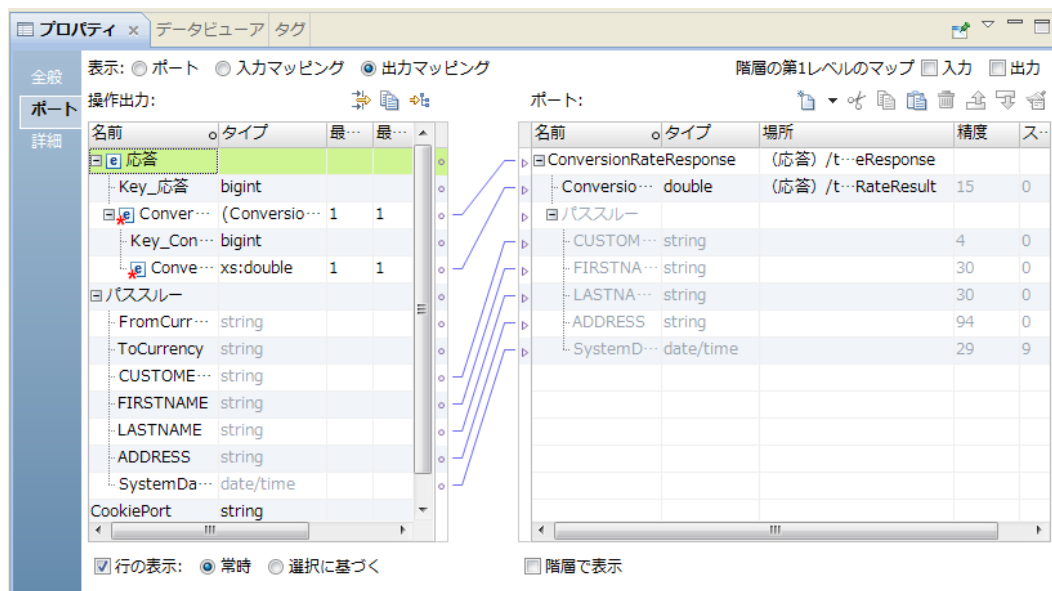 プロパティ データビューア タグ
全般
ポート
詳細
表示: ポート 入力マッピング 出力マッピング
階層の第1レベルのマップ 入力 出力
操作出力:
名前 タイプ 最… 最…
応答
Key_応答 bigint
Conver… (Conversio… 1 1
Key_Con… bigint
Conve… xs:double 1 1
パススルー
FromCurr… string
ToCurrency string
CUSTOME… string
FIRSTNAME string
LASTNAME string
ADDRESS string
SystemDa… date/time
CookiePort string
行の表示: 常時 選択に基づく
ポート:
名前 タイプ 場所 精度 ス…
ConversionRateResponse (応答) /t…eResponse
Conversio… double (応答) /t…RateResult 15 0
パススルー
CUSTOM… string 4 0
FIRSTNA… string 30 0
LASTNA… string 30 0
ADDRESS string 94 0
SystemD… date/time 29 9
階層で表示